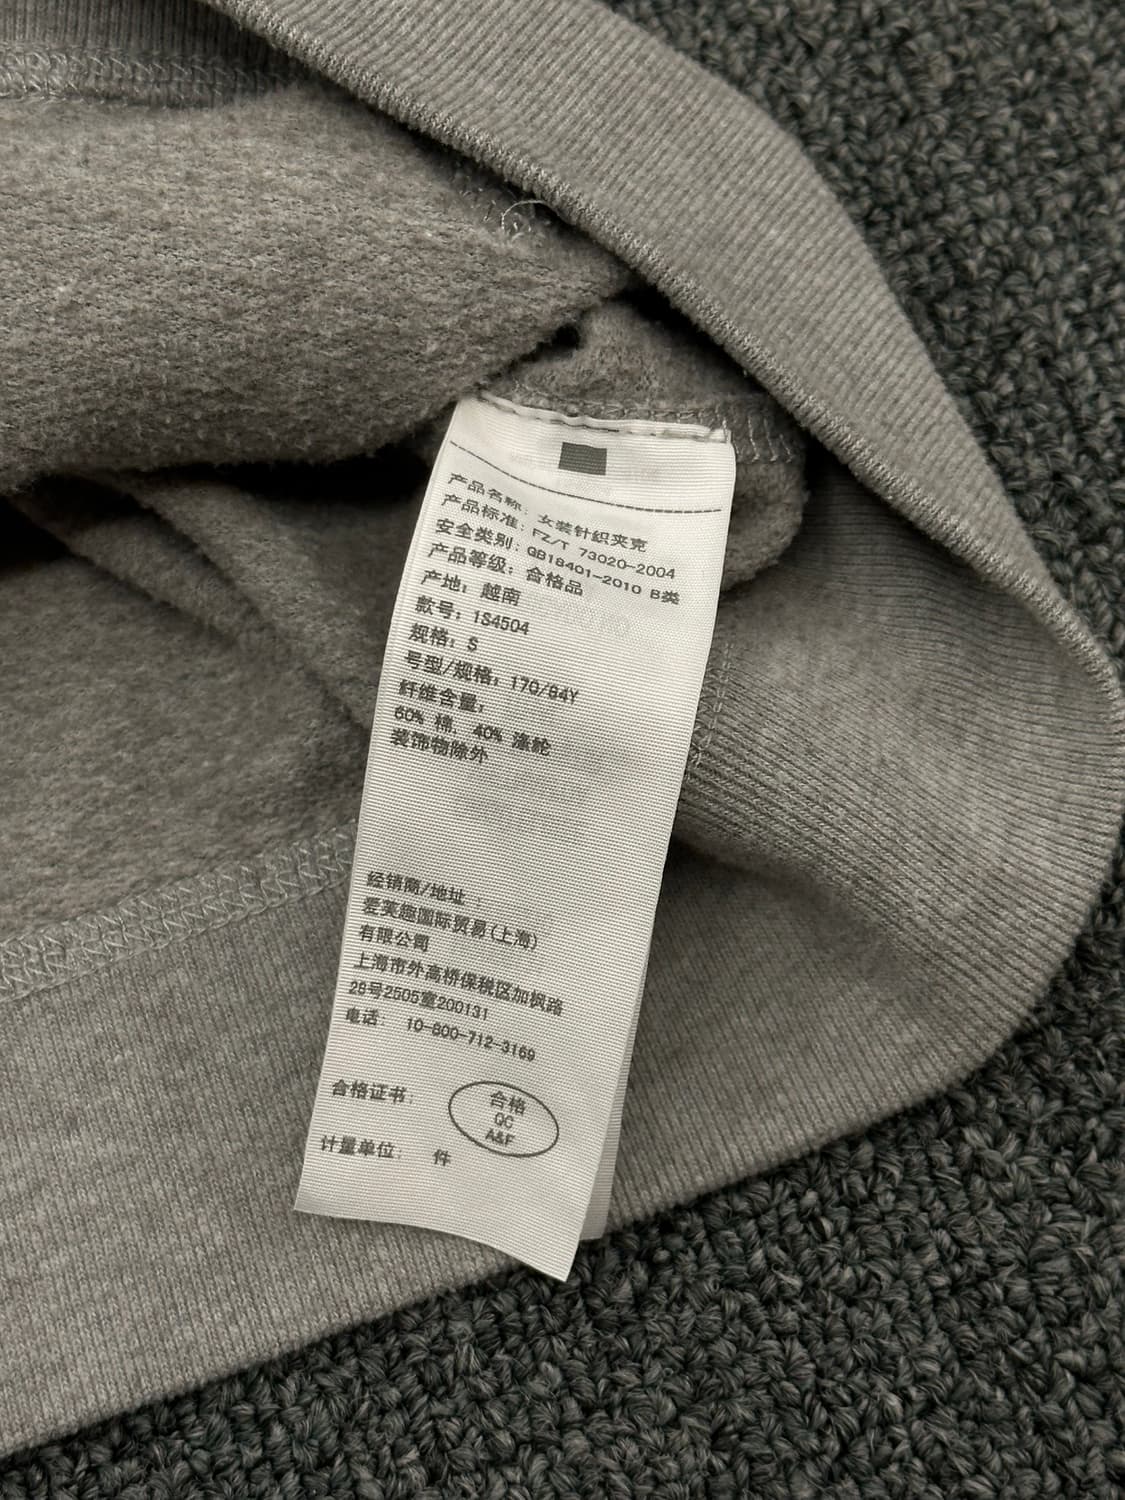 产品名称：女装针织夹克
产品标准：FZ/T 73020-2004
安全类别：GB18401-2010 B类
产品等级：合格品
产地：越南
款号：1S4504
规格：S
号型/规格：170/84Y
纤维含量：
60% 棉， 40% 涤纶
装饰物除外
经销商/地址 ：
爱芙趣国际贸易(上海)
有限公司
上海市外高桥保税区加枫路
28号2505室200131
电话： 10-800-712-3169
合格证书：
合格
QC
A&F
计量单位： 件